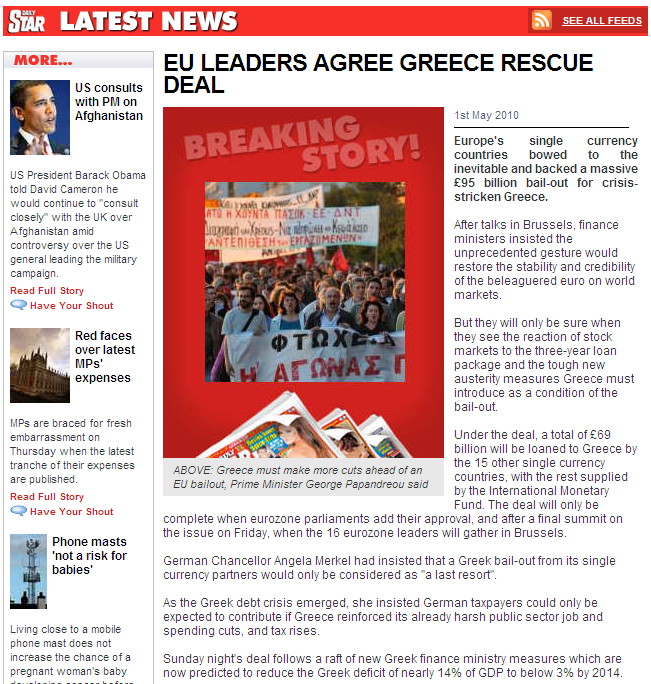 DAILY
STAR
LATEST NEWS
SEE ALL FEEDS
MORE...
US consults
with PM on
Afghanistan
US President Barack Obama
told David Cameron he
would continue to "consult
closely" with the UK over
Afghanistan amid
controversy over the US
general leading the military
campaign.
Read Full Story
Have Your Shout
Red faces
over latest
MPs'
expenses
MPs are braced for fresh
embarrassment on
Thursday when the latest
tranche of their expenses
are published.
Read Full Story
Have Your Shout
Phone masts
'not a risk for
babies'
Living close to a mobile
phone mast does not
increase the chance of a
pregnant woman's baby
developing cancer before
EU LEADERS AGREE GREECE RESCUE
DEAL
BREAKING
STORY!
ΑΤΩ Η ΧΟΥΝΤΑ ΠΑΣΟΚ-ΕΕ-ΔΝΤ
ΑΝΤΕΠΙΘΕΣΗ των ΕΡΓΑΖΟΜΕΝΩΝ
ΦΤΩΧΕΙ
Η ΑΓΩΝΑΣ Γ
ABOVE: Greece must make more cuts ahead of an
EU bailout, Prime Minister George Papandreou said
1st May 2010
Europe's single currency
countries bowed to the
inevitable and backed a massive
£95 billion bail-out for crisis-
stricken Greece.
After talks in Brussels, finance
ministers insisted the
unprecedented gesture would
restore the stability and credibility
of the beleaguered euro on world
markets.
But they will only be sure when
they see the reaction of stock
markets to the three-year loan
package and the tough new
austerity measures Greece must
introduce as a condition of the
bail-out.
Under the deal, a total of £69
billion will be loaned to Greece by
the 15 other single currency
countries, with the rest supplied
by the International Monetary
Fund. The deal will only be
complete when eurozone parliaments add their approval, and after a final summit on
the issue on Friday, when the 16 eurozone leaders will gather in Brussels.
German Chancellor Angela Merkel had insisted that a Greek bail-out from its single
currency partners would only be considered as "a last resort".
As the Greek debt crisis emerged, she insisted German taxpayers could only be
expected to contribute if Greece reinforced its already harsh public sector job and
spending cuts, and tax rises.
Sunday night's deal follows a raft of new Greek finance ministry measures which are
now predicted to reduce the Greek deficit of nearly 14% of GDP to below 3% by 2014.